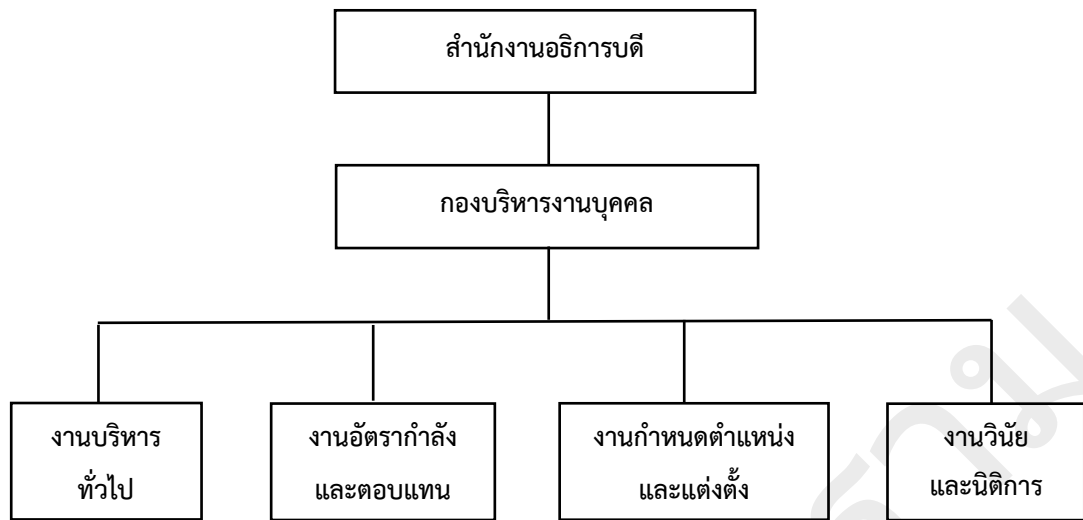 สำนักงานอธิการบดี
กองบริหารงานบุคคล
งานบริหาร
ทั่วไป
งานอัตรากำลัง
และตอบแทน
งานกำหนดตำแหน่ง
และแต่งตั้ง
งานวินัย
และนิติการ